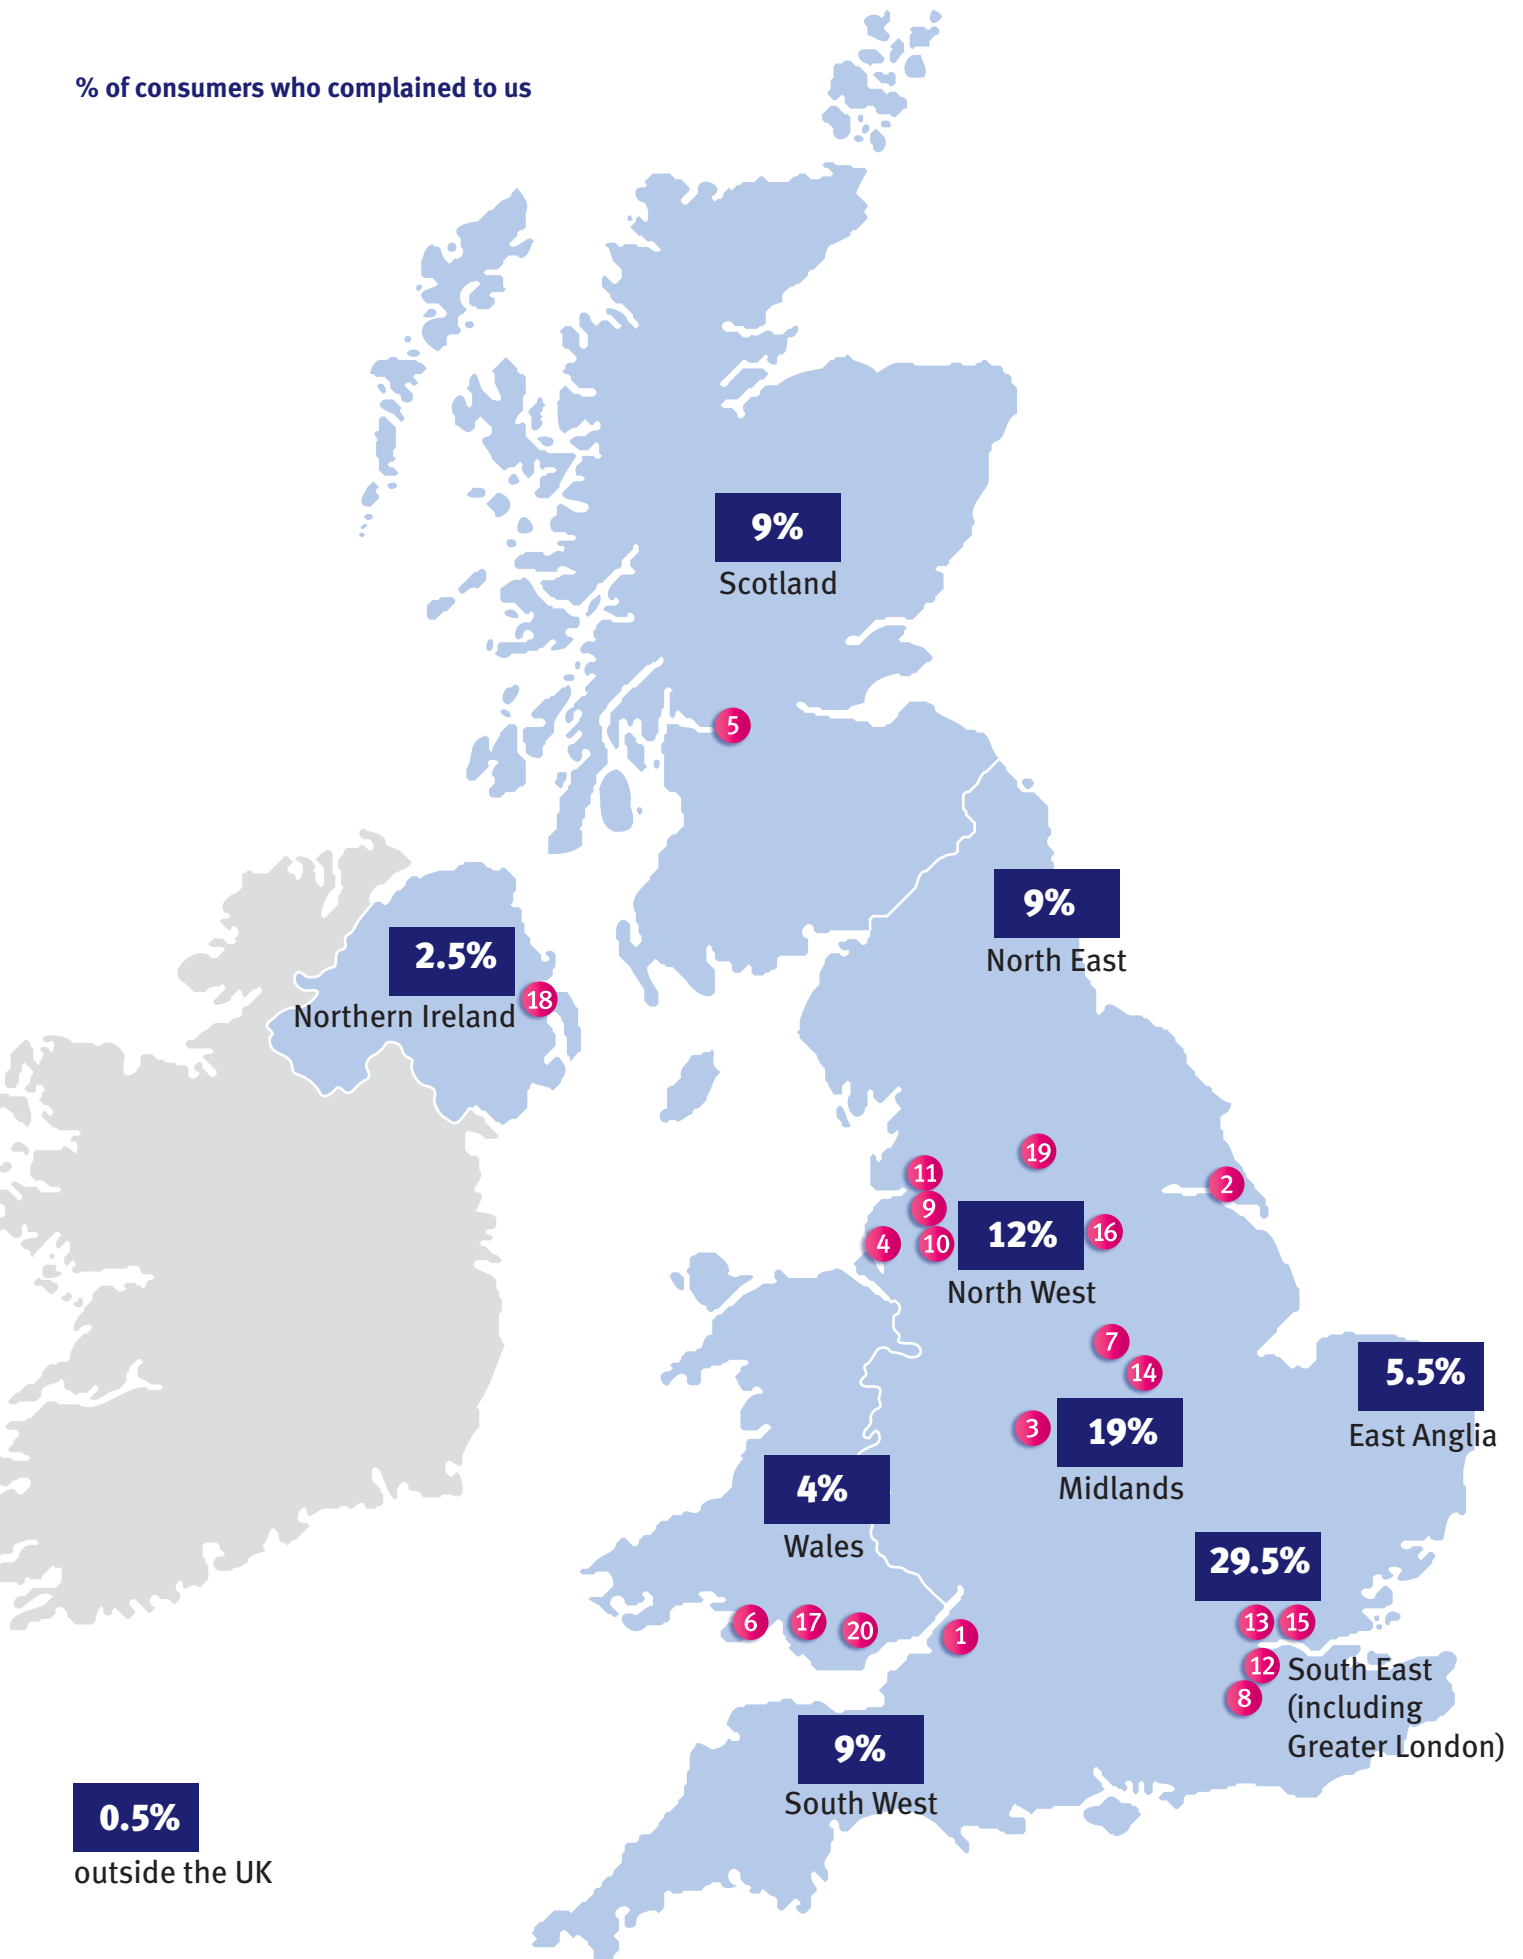 % of consumers who complained to us
9%
Scotland
5
9%
North East
2.5%
Northern Ireland
18
19
11
2
9
12%
16
4
10
North West
7
14
5.5%
East Anglia
3
19%
Midlands
4%
Wales
29.5%
6
17
20
1
13
15
12
8
South East
(including
Greater London)
9%
South West
0.5%
outside the UK